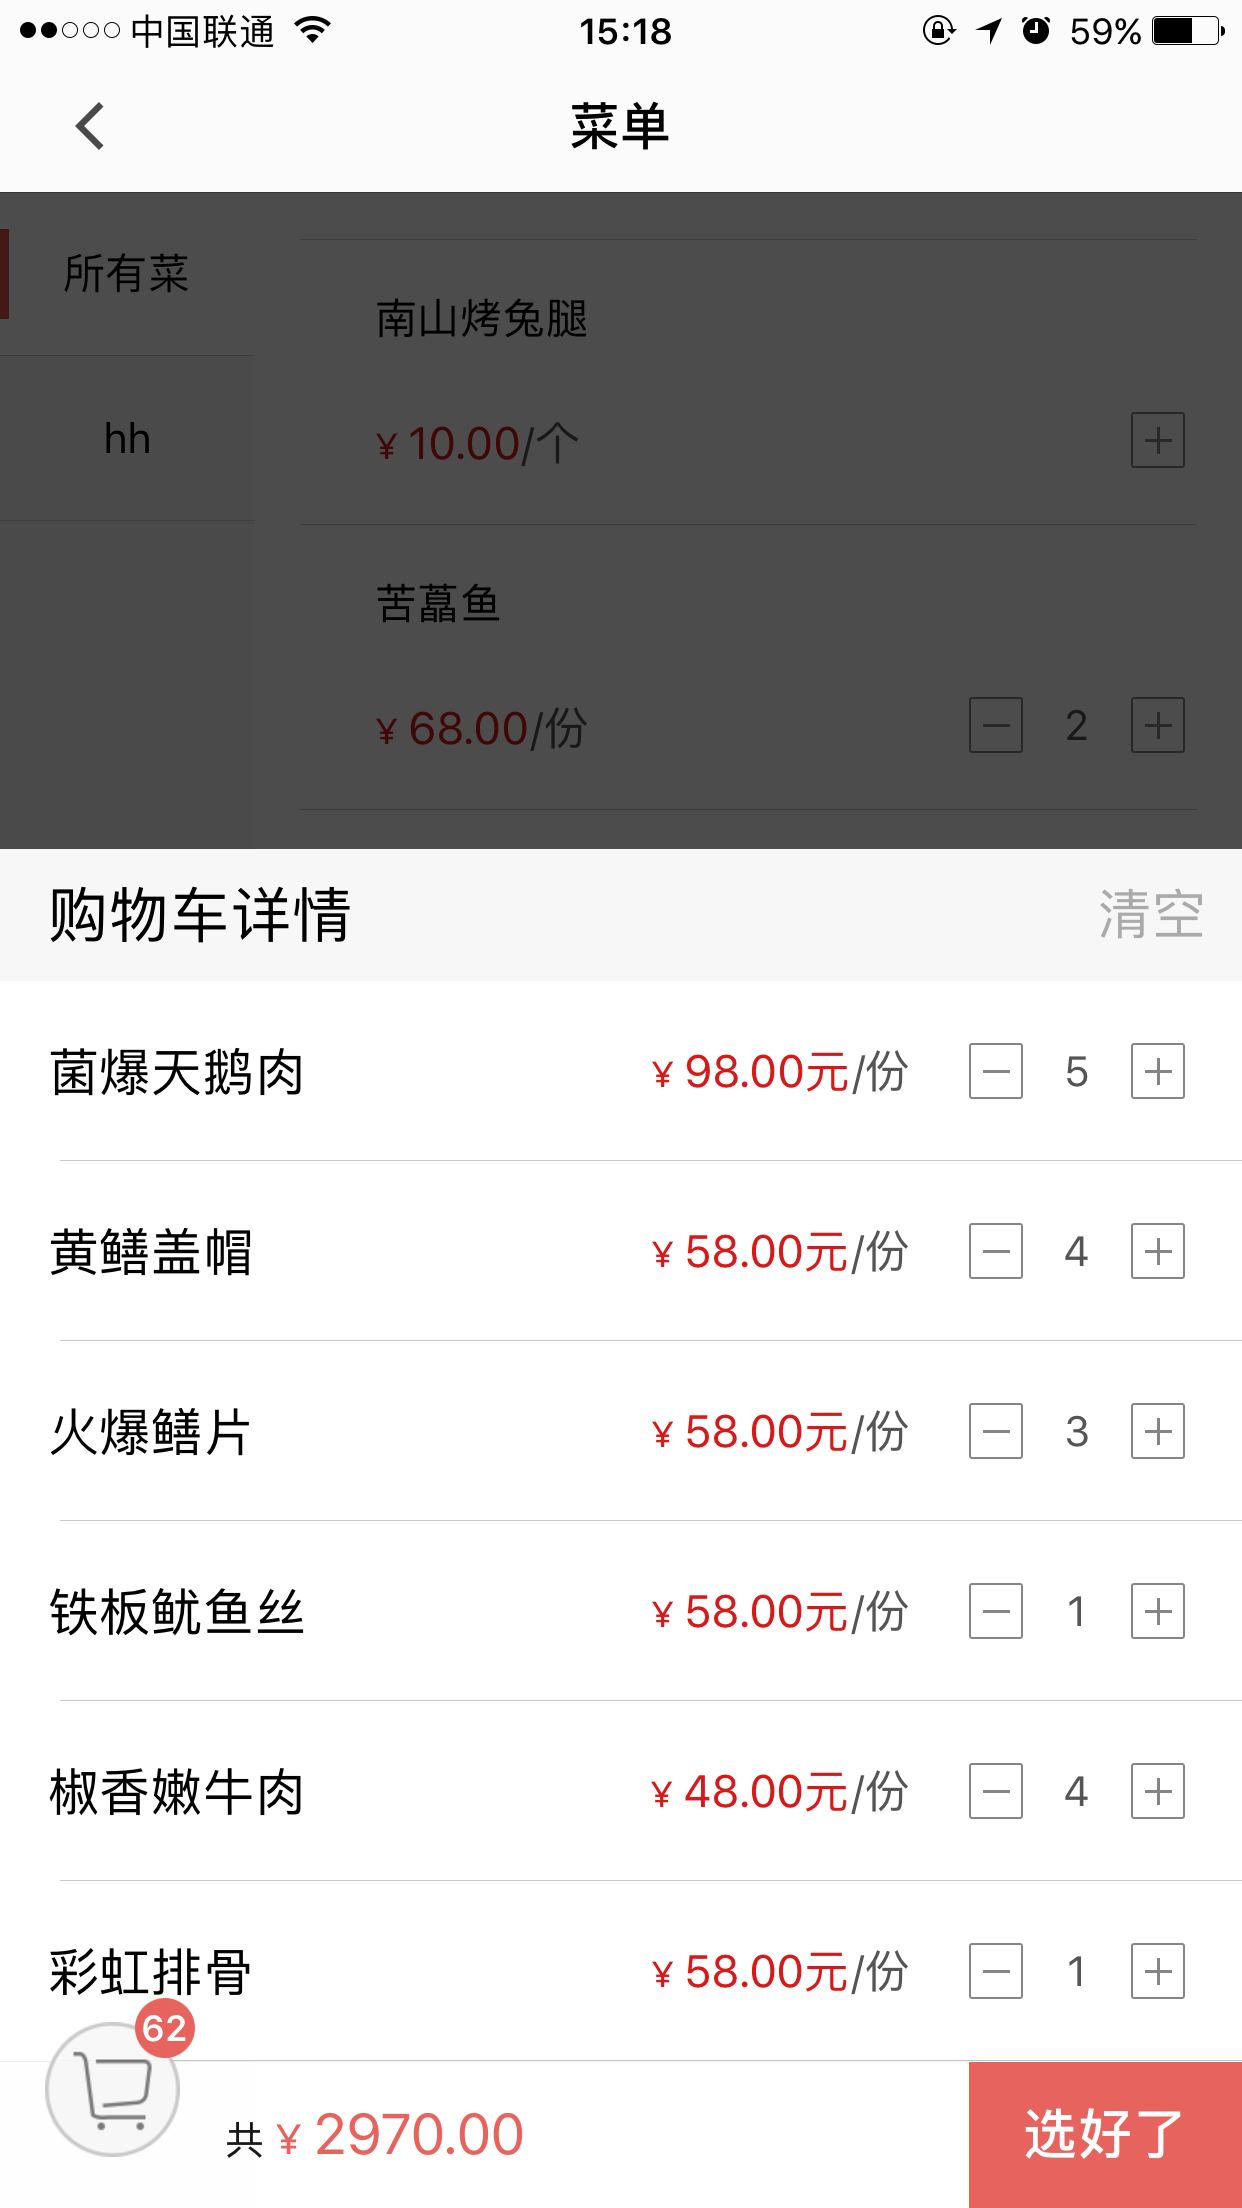 中国联通 15:18 59%
菜单
所有菜
南山烤兔腿
hh
¥ 10.00/个
苦藠鱼
¥ 68.00/份 2
购物车详情 清空
菌爆天鹅肉 ¥ 98.00元/份 5
黄鳝盖帽 ¥ 58.00元/份 4
火爆鳝片 ¥ 58.00元/份 3
铁板鱿鱼丝 ¥ 58.00元/份 1
椒香嫩牛肉 ¥ 48.00元/份 4
彩虹排骨 ¥ 58.00元/份 1
62
共 ¥ 2970.00 选好了